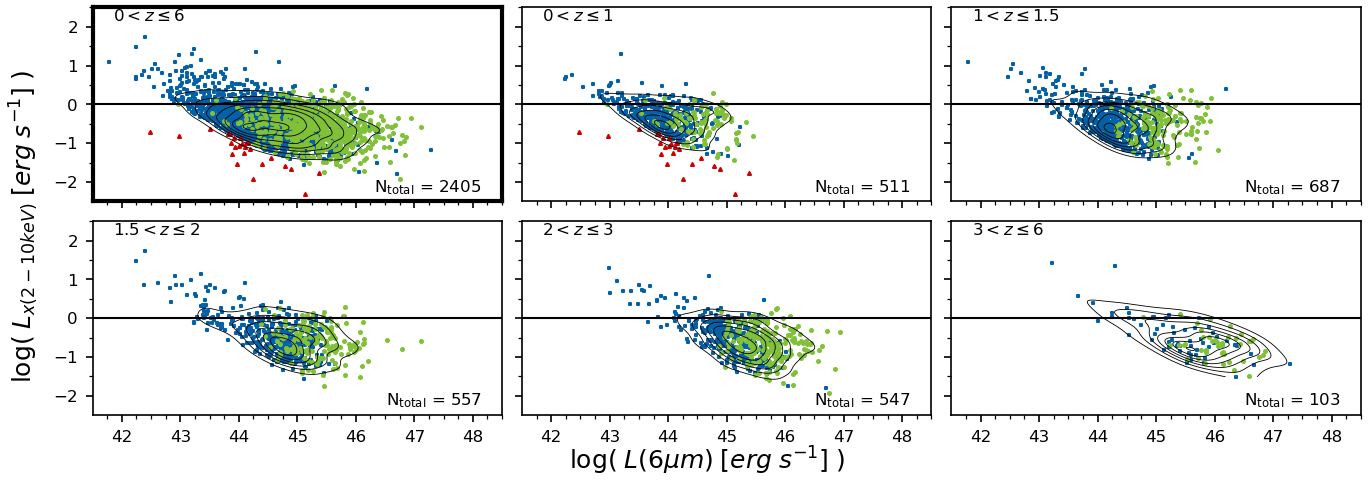 0 < z ≤ 6
0 < z ≤ 1
1 < z ≤ 1.5
2
1
0
−1
−2
N_total = 2405
N_total = 511
N_total = 687
log( L_x(2−10keV) [erg s⁻¹] )
1.5 < z ≤ 2
2 < z ≤ 3
3 < z ≤ 6
2
1
0
−1
−2
N_total = 557
N_total = 547
N_total = 103
42 43 44 45 46 47 48
42 43 44 45 46 47 48
42 43 44 45 46 47 48
log( L(6μm) [erg s⁻¹] )